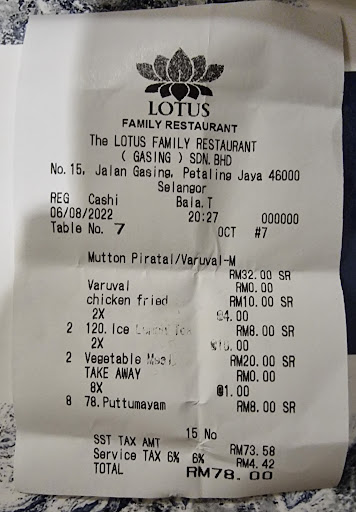 LOTUS
FAMILY RESTAURANT
The LOTUS FAMILY RESTAURANT
( GASING ) SDN.BHD
No.15, Jalan Gasing, Petaling Jaya 46000
Selangor
REG Cashi Bala.T
06/08/2022 20:27 000000
Table No. 7 OCT #7
Mutton Piratal/Varuval-M
RM32.00 SR
Varuval RM0.00
chicken fried RM10.00 SR
2X @4.00
2 120.Ice RM8.00 SR
2X 10.00
2 Vegetable Meal RM20.00 SR
TAKE AWAY RM0.00
8X @1.00
8 78.Puttumayam RM8.00 SR
15 No
SST TAX AMT RM73.58
Service TAX 6% 6% RM4.42
TOTAL RM78.00